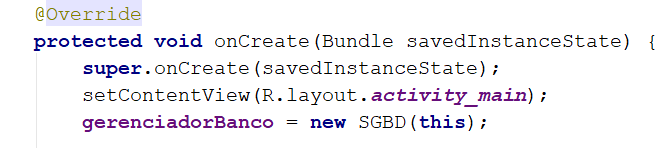 @Override
protected void onCreate(Bundle savedInstanceState) {
super.onCreate(savedInstanceState);
setContentView(R.layout.activity_main);
gerenciadorBanco = new SGBD(this);